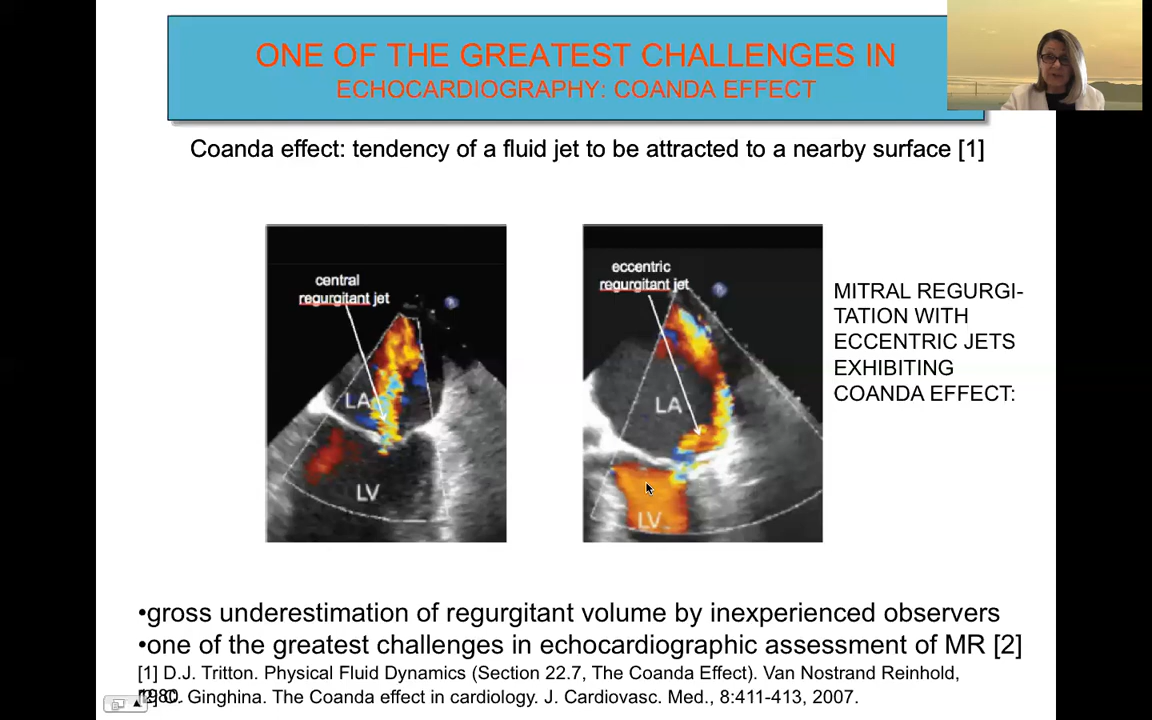 ONE OF THE GREATEST CHALLENGES IN
ECHOCARDIOGRAPHY: COANDA EFFECT
Coanda effect: tendency of a fluid jet to be attracted to a nearby surface [1]
central
regurgitant jet
LA
LV
eccentric
regurgitant jet
LA
LV
MITRAL REGURGI-
TATION WITH
ECCENTRIC JETS
EXHIBITING
COANDA EFFECT:
•gross underestimation of regurgitant volume by inexperienced observers
•one of the greatest challenges in echocardiographic assessment of MR [2]
[1] D.J. Tritton. Physical Fluid Dynamics (Section 22.7, The Coanda Effect). Van Nostrand Reinhold,
1980.
C. Ginghina. The Coanda effect in cardiology. J. Cardiovasc. Med., 8:411-413, 2007.